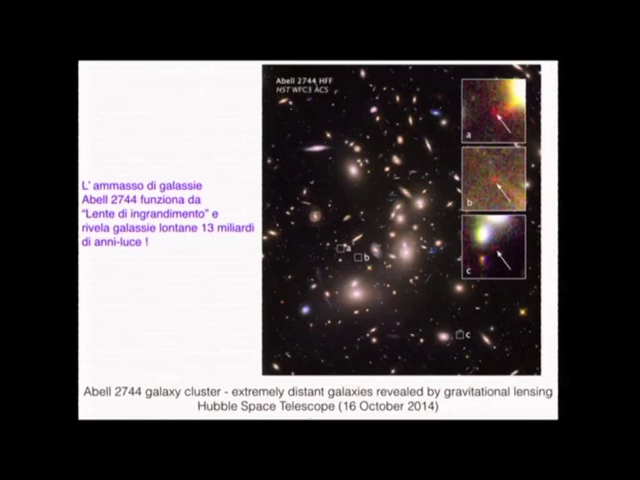 Abell 2744 HFF
HST WFC3 ACS
a
b
c
L' ammasso di galassie
Abell 2744 funziona da
“Lente di ingrandimento” e
rivela galassie lontane 13 miliardi
di anni-luce !
a
b
c
Abell 2744 galaxy cluster - extremely distant galaxies revealed by gravitational lensing
Hubble Space Telescope (16 October 2014)